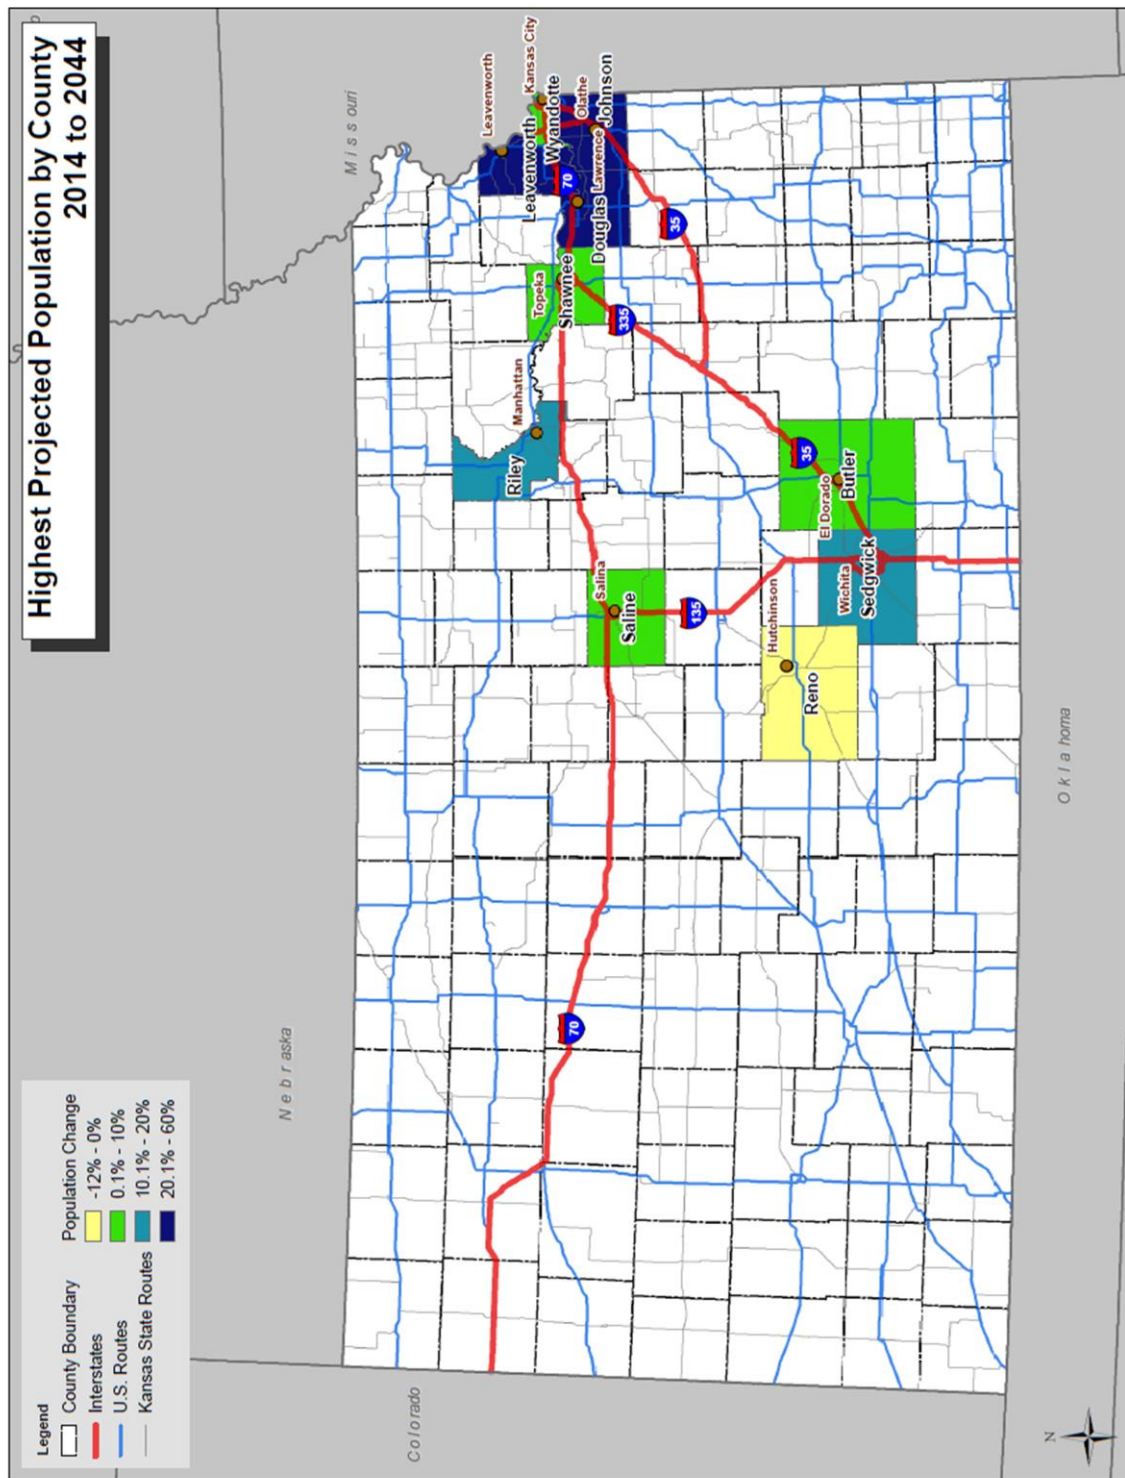 Highest Projected Population by County
2014 to 2044
Legend
County Boundary
Interstates
U.S. Routes
Kansas State Routes
Population Change
-12% - 0%
0.1% - 10%
10.1% - 20%
20.1% - 60%
Nebraska
Missouri
Colorado
Oklahoma
Leavenworth
Kansas City
Leavenworth
Wyandotte
Olathe
Johnson
70
Lawrence
Douglas
35
Topeka
Shawnee
335
Manhattan
Riley
Salina
Saline
135
70
35
El Dorado
Butler
Wichita
Sedgwick
Hutchinson
Reno
N